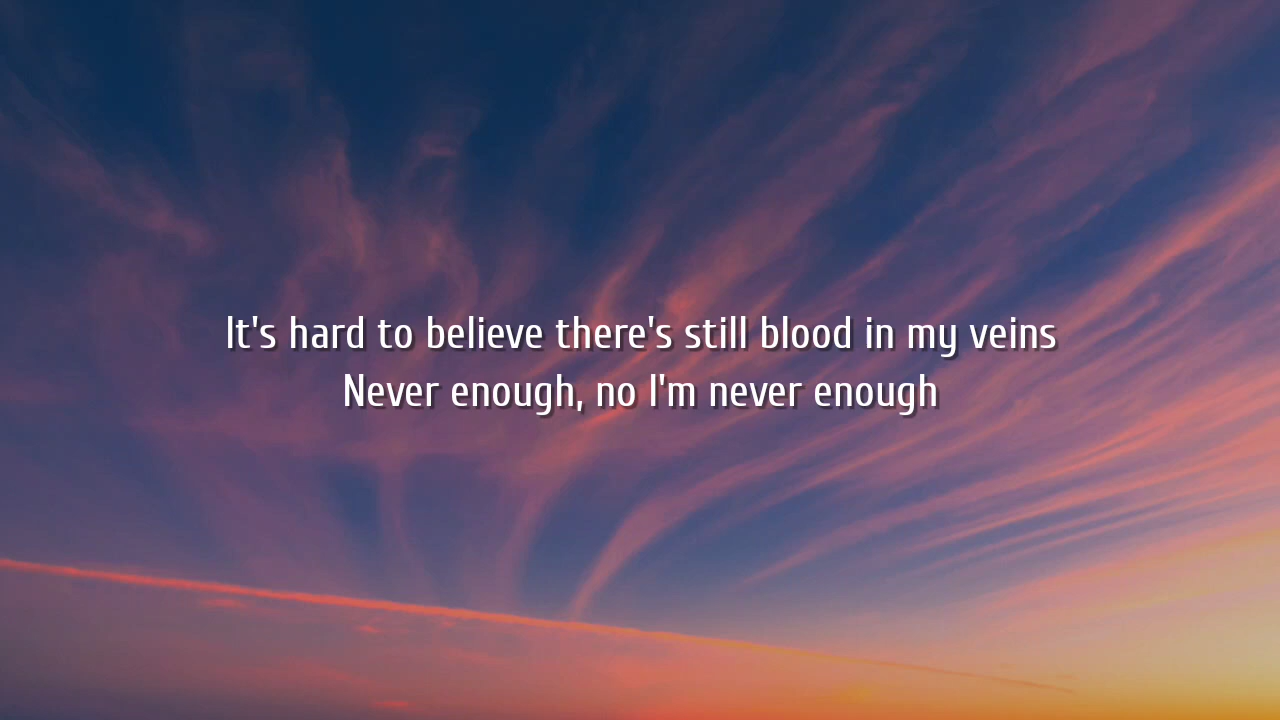 It's hard to believe there's still blood in my veins
Never enough, no I'm never enough